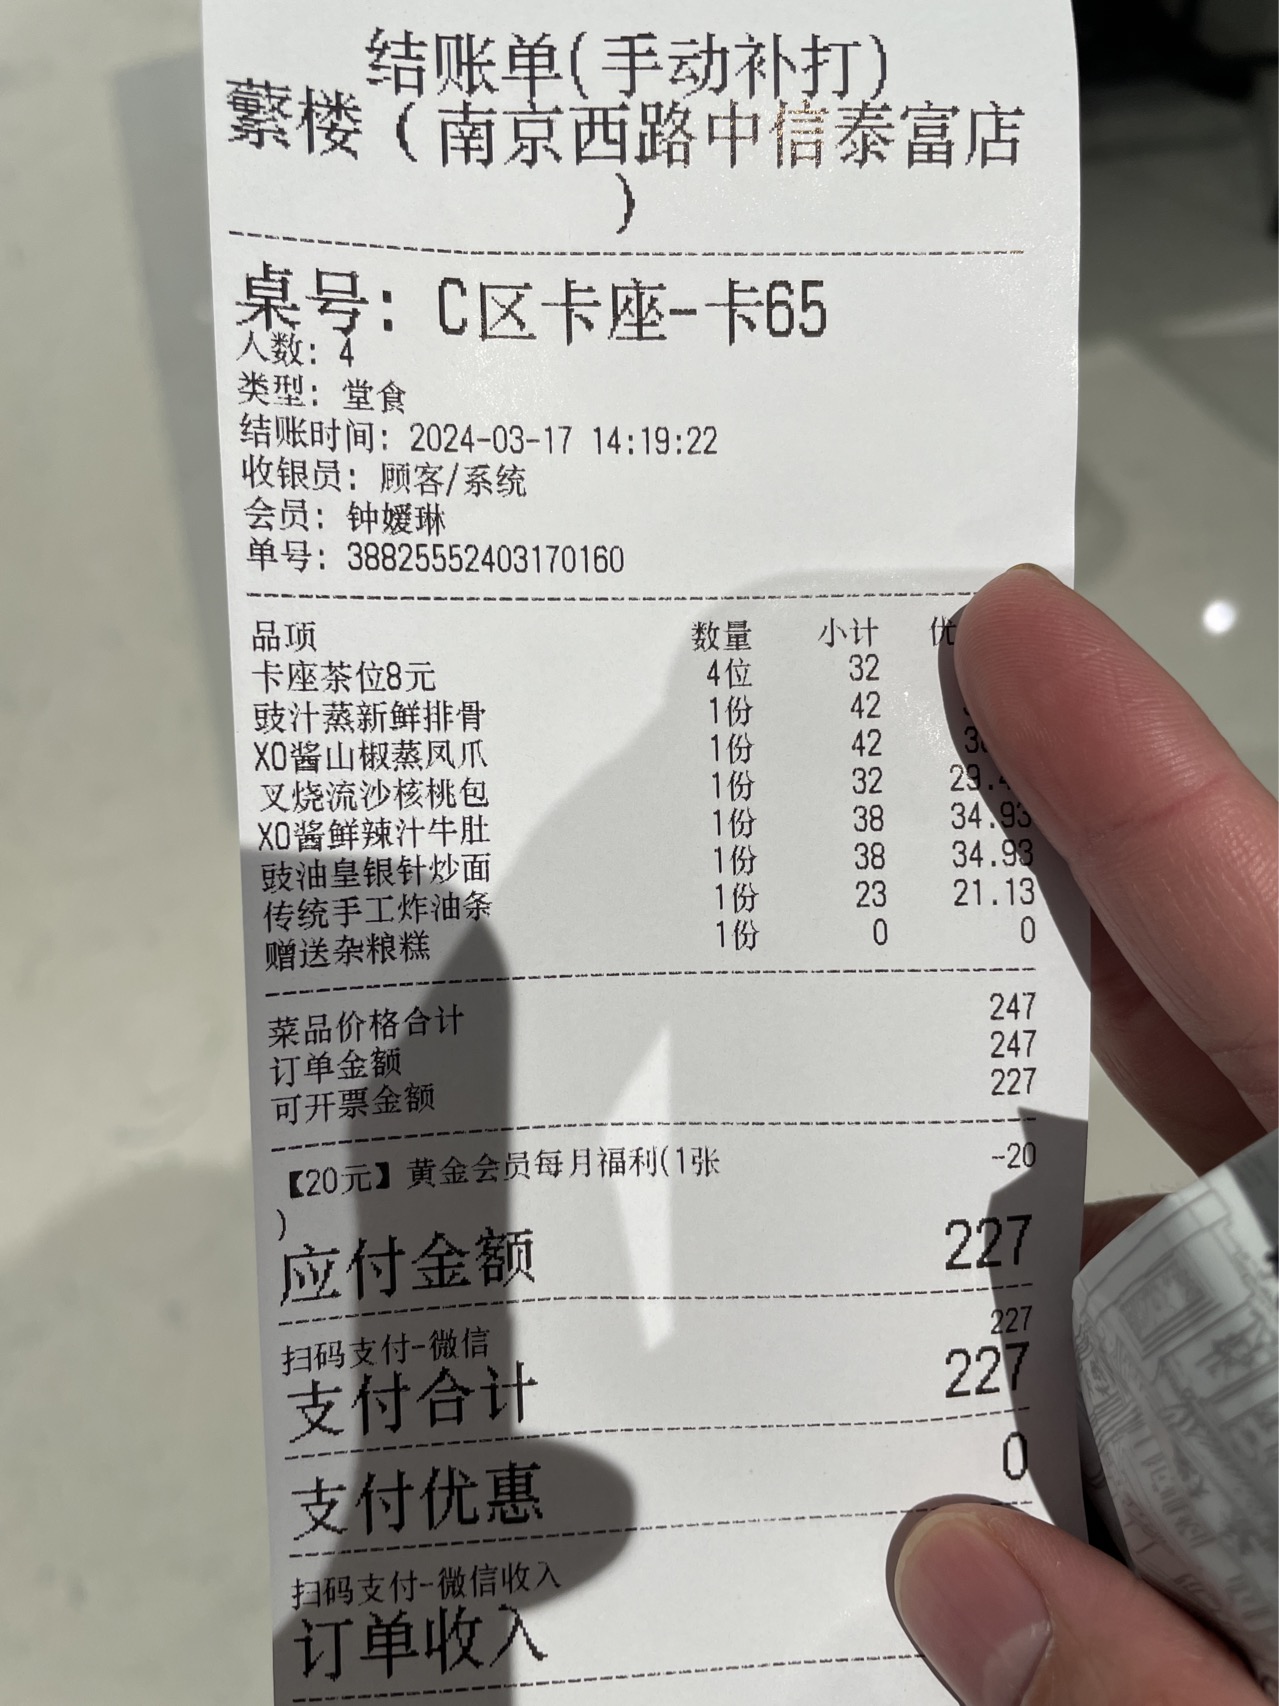 结账单(手动补打)
蘩楼(南京西路中信泰富店
)
桌号: C区卡座-卡65
人数: 4
类型: 堂食
结账时间: 2024-03-17 14:19:22
收银员: 顾客/系统
会员: 钟嫒琳
单号: 38825552403170160
品项 数量 小计 优
卡座茶位8元 4位 32
豉汁蒸新鲜排骨 1份 42
XO酱山椒蒸凤爪 1份 42
叉烧流沙核桃包 1份 32
XO酱鲜辣汁牛肚 1份 38 34.93
豉油皇银针炒面 1份 38 34.93
传统手工炸油条 1份 23 21.13
赠送杂粮糕 1份 0 0
菜品价格合计 247
订单金额 247
可开票金额 227
【20元】黄金会员每月福利(1张 -20
)
应付金额 227
扫码支付-微信 227
支付合计 227
支付优惠 0
扫码支付-微信收入
订单收入